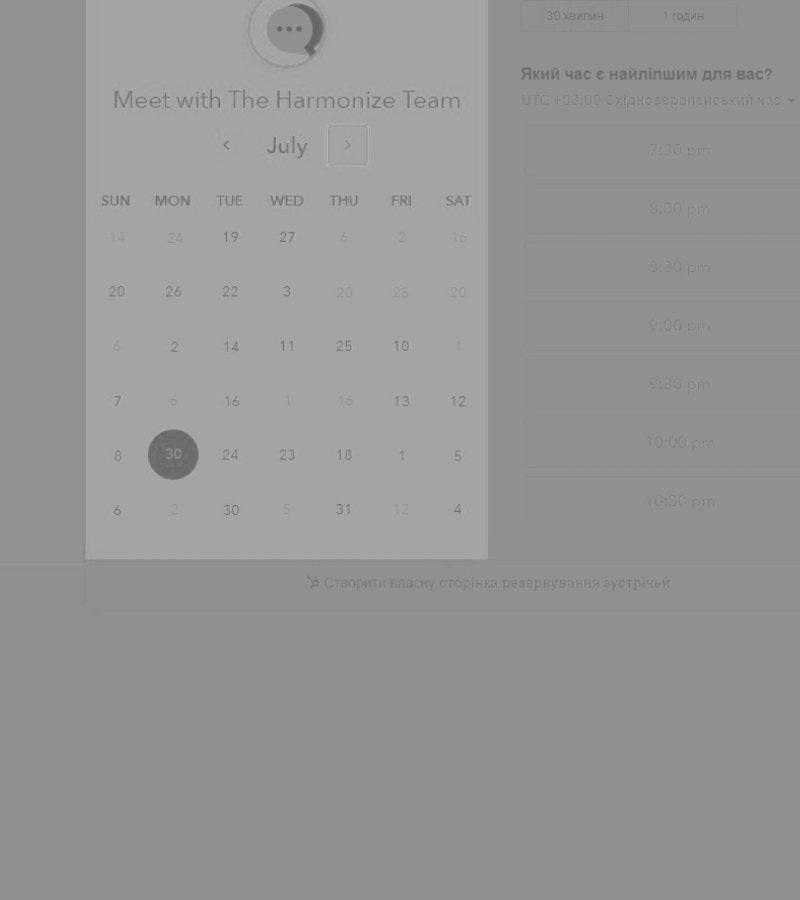 30 хвилин 1 годин
Який час є найліпшим для вас?
UTC +03:00 Східноєвропейський час
7:30 pm
8:00 pm
8:30 pm
9:00 pm
9:30 pm
10:00 pm
10:30 pm
Meet with The Harmonize Team
July
SUN MON TUE WED THU FRI SAT
14 24 19 27 6 2 16
20 26 22 3 20 25 20
6 2 14 11 25 10 1
7 6 16 1 16 13 12
8 30 24 23 18 1 5
6 2 30 5 31 12 4
Створити власну сторінка резервування зустрічей